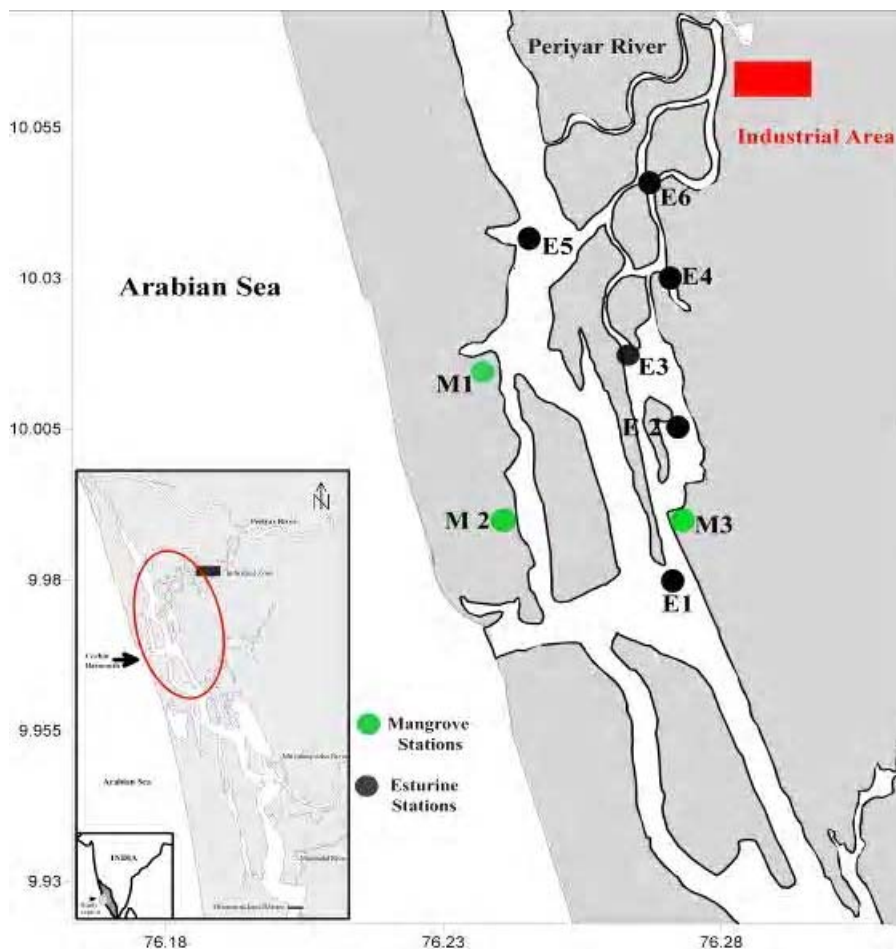 Periyar River
10.055
Industrial Area
E6
E5
10.03
E4
Arabian Sea
E3
M1
10.005
E 2
N
M 2
M3
Periyar River
9.98
E1
9.955
Mangrove
Stations
Arabian Sea
Esturine
Stations
INDIA
9.93
76.18
76.23
76.28